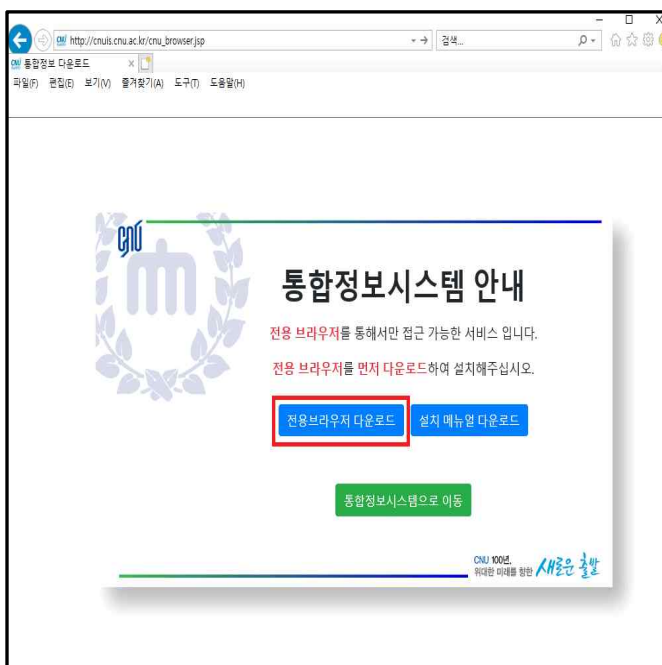 http://cnuis.cnu.ac.kr/cnu_browser.jsp
검색...
통합정보 다운로드
파일(F) 편집(E) 보기(V) 즐겨찾기(A) 도구(T) 도움말(H)
CNU
통합정보시스템 안내
전용 브라우저를 통해서만 접근 가능한 서비스 입니다.
전용 브라우저를 먼저 다운로드하여 설치해주십시오.
전용브라우저 다운로드 설치 매뉴얼 다운로드
통합정보시스템으로 이동
CNU 100년,
위대한 미래를 향한 새로운 출발